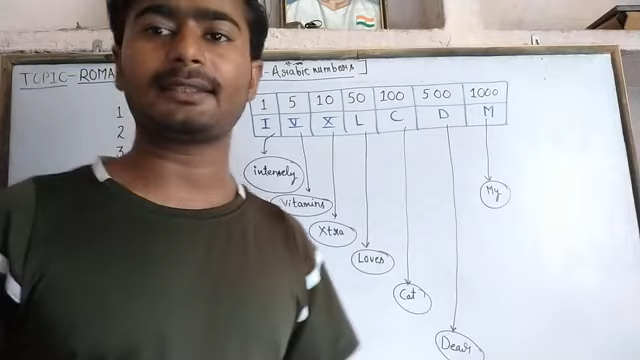 TOPIC - ROMA
- Arabic numbers ]
1 5 10 50 100 500 1000
I V X L C D M
1
2
3
intensely
Vitamins
Xtra
Loves
Cat
Dear
My